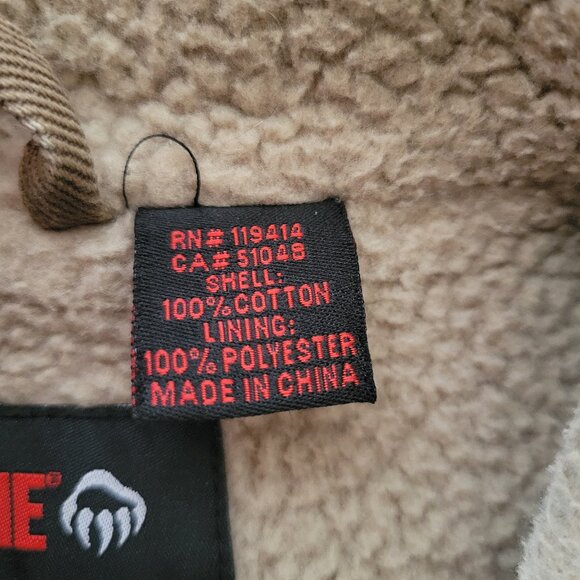 RN# 119414
CA# 51048
SHELL:
100% COTTON
LINING:
100% POLYESTER
MADE IN CHINA